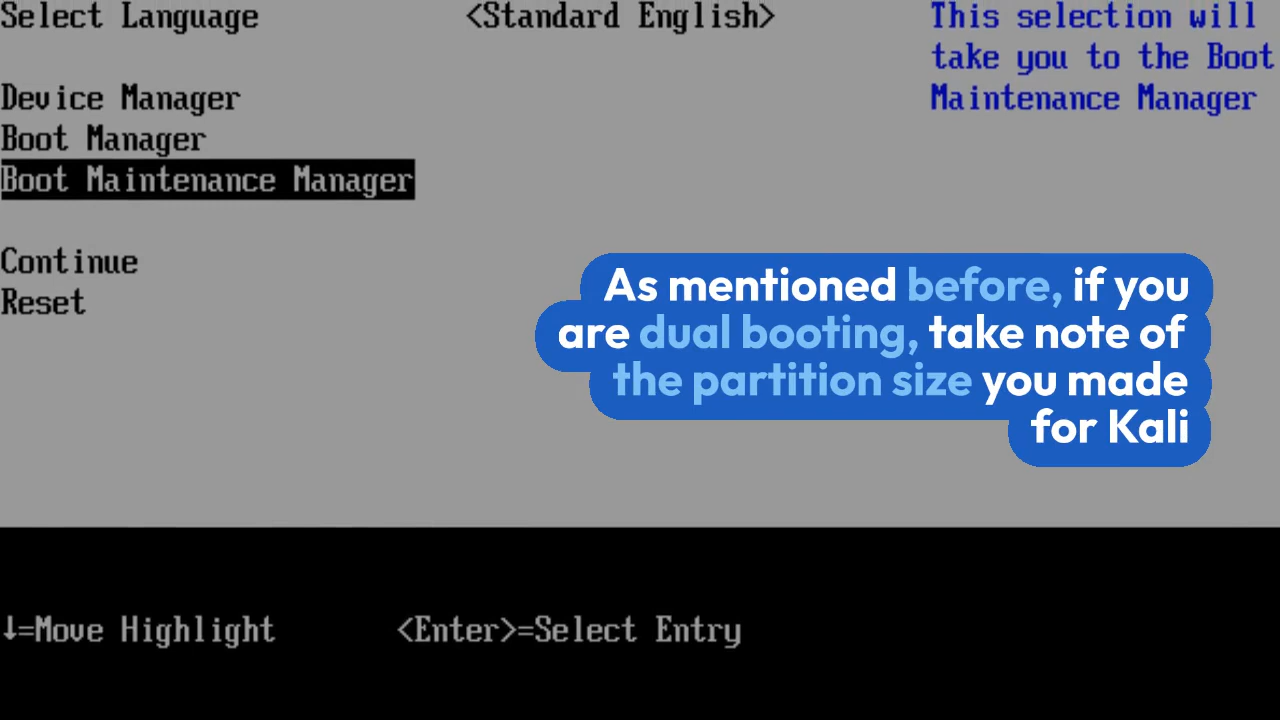 Select Language <Standard English> This selection will
take you to the Boot
Device Manager Maintenance Manager
Boot Manager
Boot Maintenance Manager
Continue
Reset
As mentioned before, if you
are dual booting, take note of
the partition size you made
for Kali
↓=Move Highlight <Enter>=Select Entry